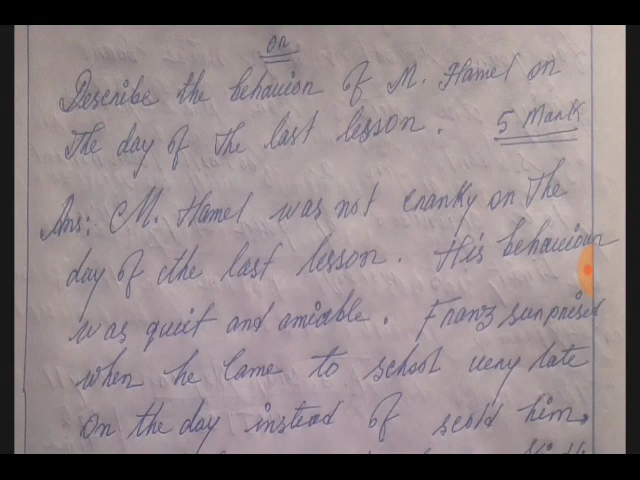 or
Describe the behavior of M. Hamel on
The day of the last lesson. 5 Mark
Ans: M. Hamel was not cranky on the
day of the last lesson. His behaviour
was quiet and amiable. Franz surprised
when he came to school very late
on the day instead of scold him,